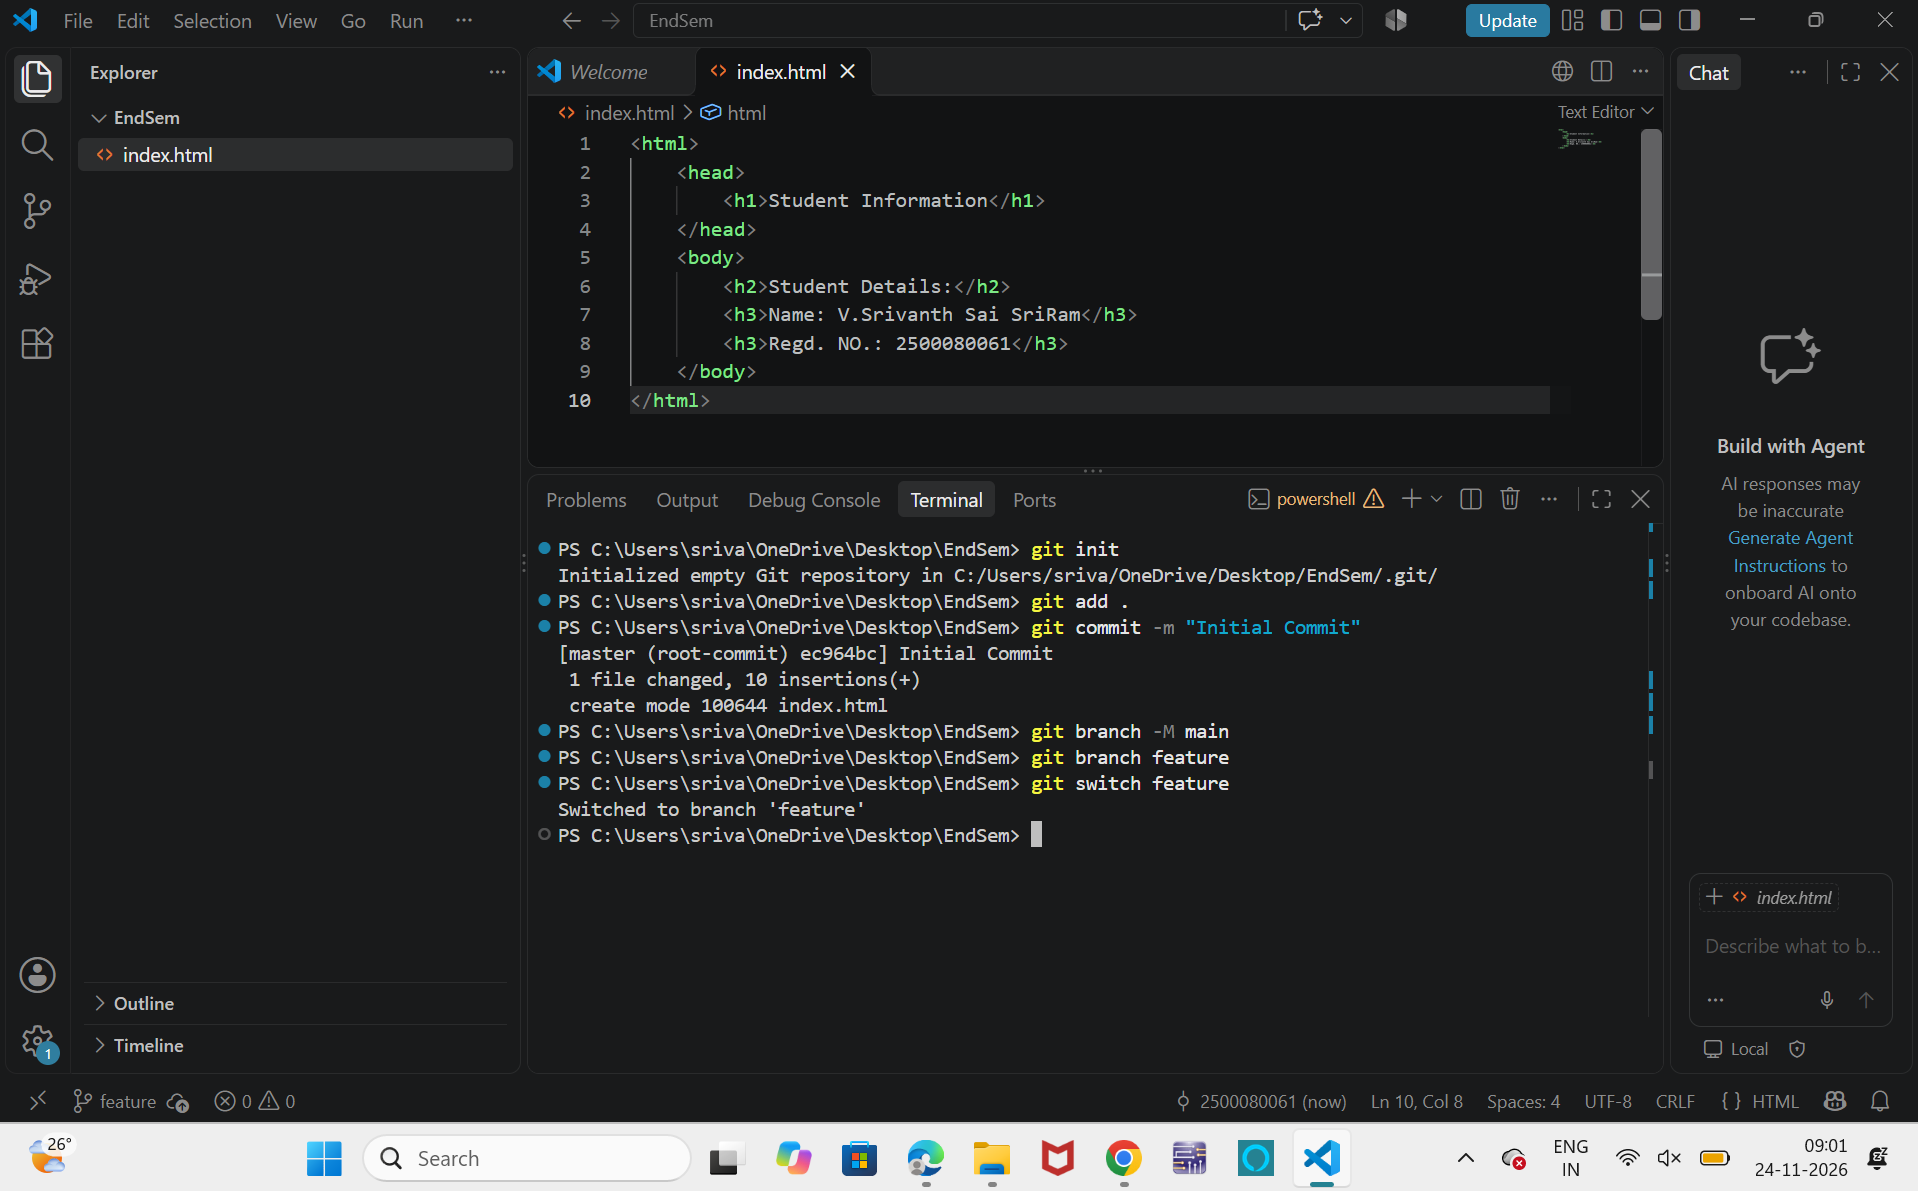 File Edit Selection View Go Run ···
EndSem
Update
Explorer
EndSem
index.html
Outline
Timeline
Welcome
index.html
index.html > html
Text Editor
1 <html>
2 <head>
3 <h1>Student Information</h1>
4 </head>
5 <body>
6 <h2>Student Details:</h2>
7 <h3>Name: V.Srivanth Sai SriRam</h3>
8 <h3>Regd. NO.: 2500080061</h3>
9 </body>
10 </html>
Problems Output Debug Console Terminal Ports
powershell
PS C:\Users\sriva\OneDrive\Desktop\EndSem> git init
Initialized empty Git repository in C:/Users/sriva/OneDrive/Desktop/EndSem/.git/
PS C:\Users\sriva\OneDrive\Desktop\EndSem> git add .
PS C:\Users\sriva\OneDrive\Desktop\EndSem> git commit -m "Initial Commit"
[master (root-commit) ec964bc] Initial Commit
1 file changed, 10 insertions(+)
create mode 100644 index.html
PS C:\Users\sriva\OneDrive\Desktop\EndSem> git branch -M main
PS C:\Users\sriva\OneDrive\Desktop\EndSem> git branch feature
PS C:\Users\sriva\OneDrive\Desktop\EndSem> git switch feature
Switched to branch 'feature'
PS C:\Users\sriva\OneDrive\Desktop\EndSem>
Chat
Build with Agent
AI responses may
be inaccurate
Generate Agent
Instructions to
onboard AI onto
your codebase.
index.html
Describe what to b...
Local
1
feature 0 0
2500080061 (now) Ln 10, Col 8 Spaces: 4 UTF-8 CRLF { } HTML
26°
Search
ENG
IN
09:01
24-11-2026